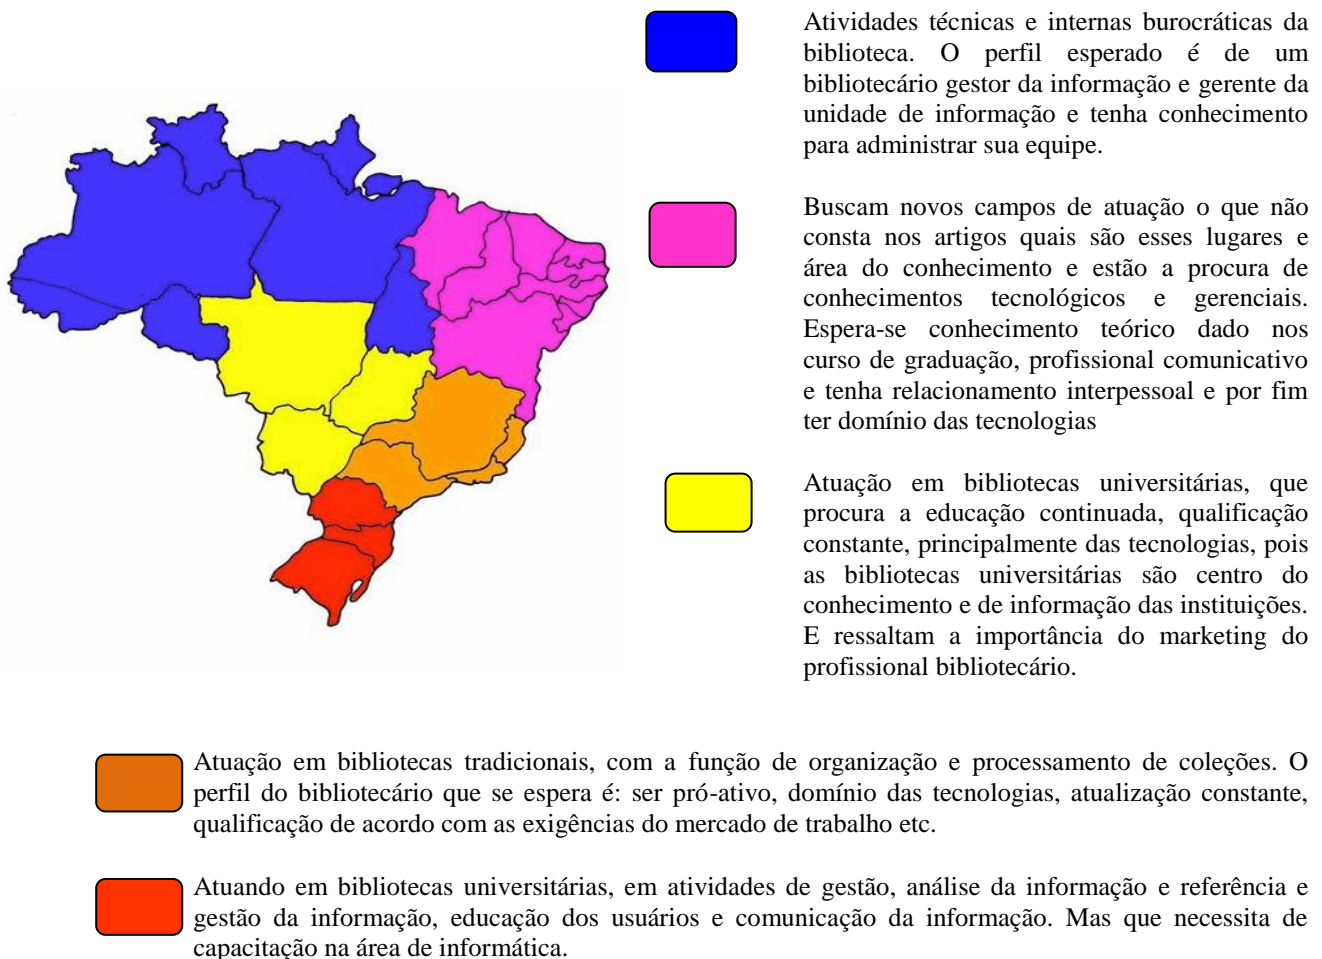 Atividades técnicas e internas burocráticas da
biblioteca. O perfil esperado é de um
bibliotecário gestor da informação e gerente da
unidade de informação e tenha conhecimento
para administrar sua equipe.
Buscam novos campos de atuação o que não
consta nos artigos quais são esses lugares e
área do conhecimento e estão a procura de
conhecimentos tecnológicos e gerenciais.
Espera-se conhecimento teórico dado nos
curso de graduação, profissional comunicativo
e tenha relacionamento interpessoal e por fim
ter domínio das tecnologias
Atuação em bibliotecas universitárias, que
procura a educação continuada, qualificação
constante, principalmente das tecnologias, pois
as bibliotecas universitárias são centro do
conhecimento e de informação das instituições.
E ressaltam a importância do marketing do
profissional bibliotecário.
Atuação em bibliotecas tradicionais, com a função de organização e processamento de coleções. O
perfil do bibliotecário que se espera é: ser pró-ativo, domínio das tecnologias, atualização constante,
qualificação de acordo com as exigências do mercado de trabalho etc.
Atuando em bibliotecas universitárias, em atividades de gestão, análise da informação e referência e
gestão da informação, educação dos usuários e comunicação da informação. Mas que necessita de
capacitação na área de informática.